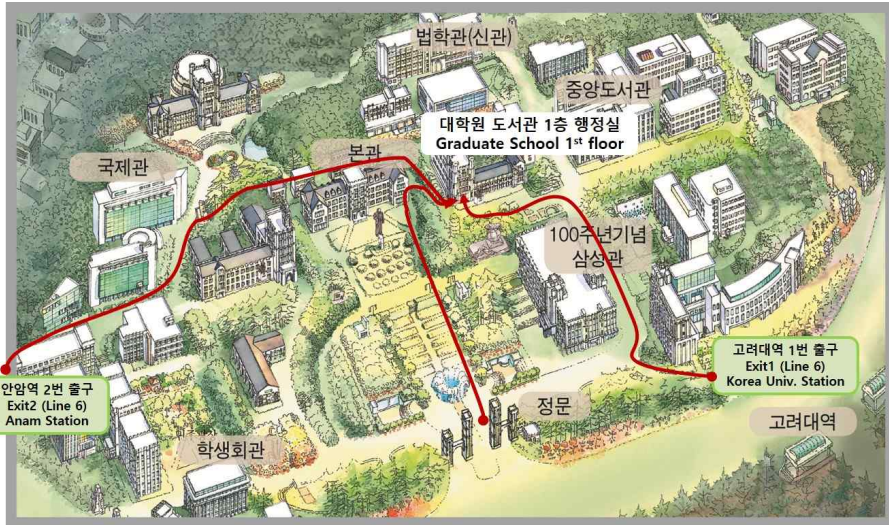 법학관(신관)
중앙도서관
대학원 도서관 1층 행정실
Graduate School 1st floor
본관
국제관
100주년기념
삼성관
고려대역 1번 출구
Exit1 (Line 6)
Korea Univ. Station
안암역 2번 출구
Exit2 (Line 6)
Anam Station
정문
고려대역
학생회관